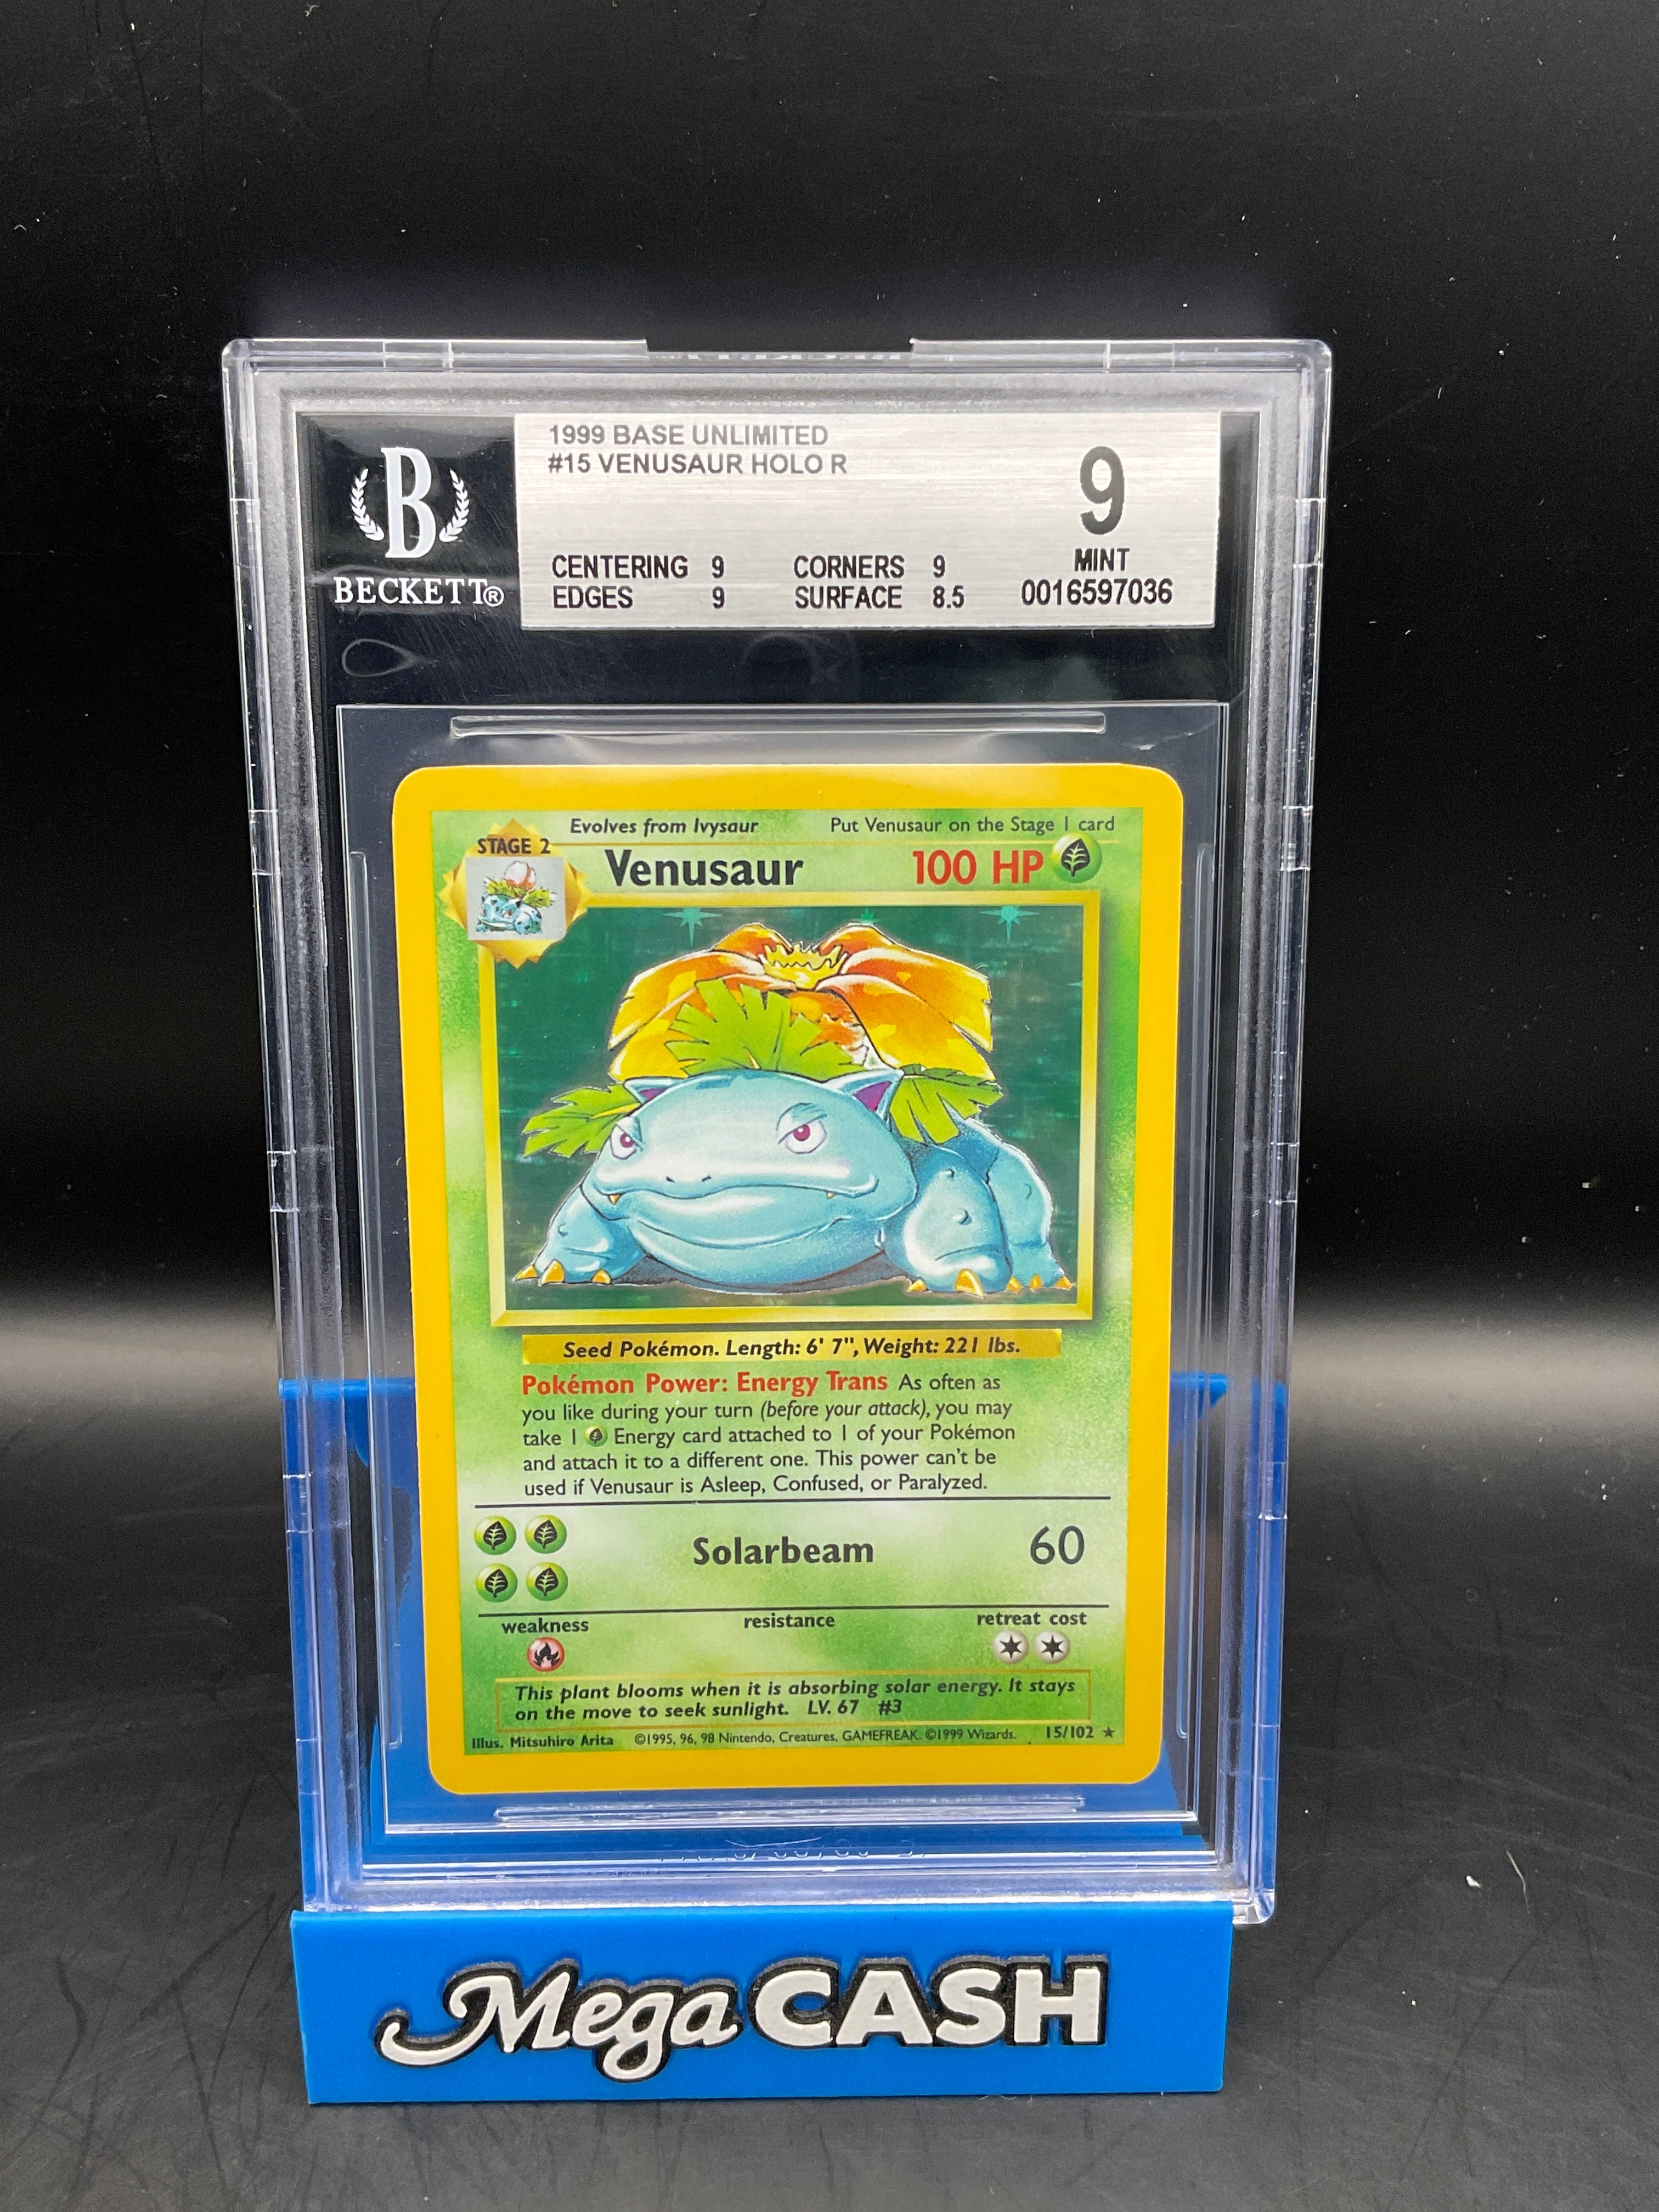 1999 BASE UNLIMITED
#15 VENUSAUR HOLO R
9
B
BECKETT®
CENTERING 9 CORNERS 9
MINT
EDGES 9 SURFACE 8.5
0016597036
Evolves from Ivysaur Put Venusaur on the Stage 1 card
STAGE 2
Venusaur 100 HP
Seed Pokémon. Length: 6' 7", Weight: 221 lbs.
Pokémon Power: Energy Trans As often as
you like during your turn (before your attack), you may
take 1 Energy card attached to 1 of your Pokémon
and attach it to a different one. This power can't be
used if Venusaur is Asleep, Confused, or Paralyzed.
Solarbeam 60
weakness resistance retreat cost
This plant blooms when it is absorbing solar energy. It stays
on the move to seek sunlight. LV. 67 #3
Illus. Mitsuhiro Arita ©1995, 96, 98 Nintendo, Creatures, GAMEFREAK. ©1999 Wizards. 15/102 ★
Mega CASH